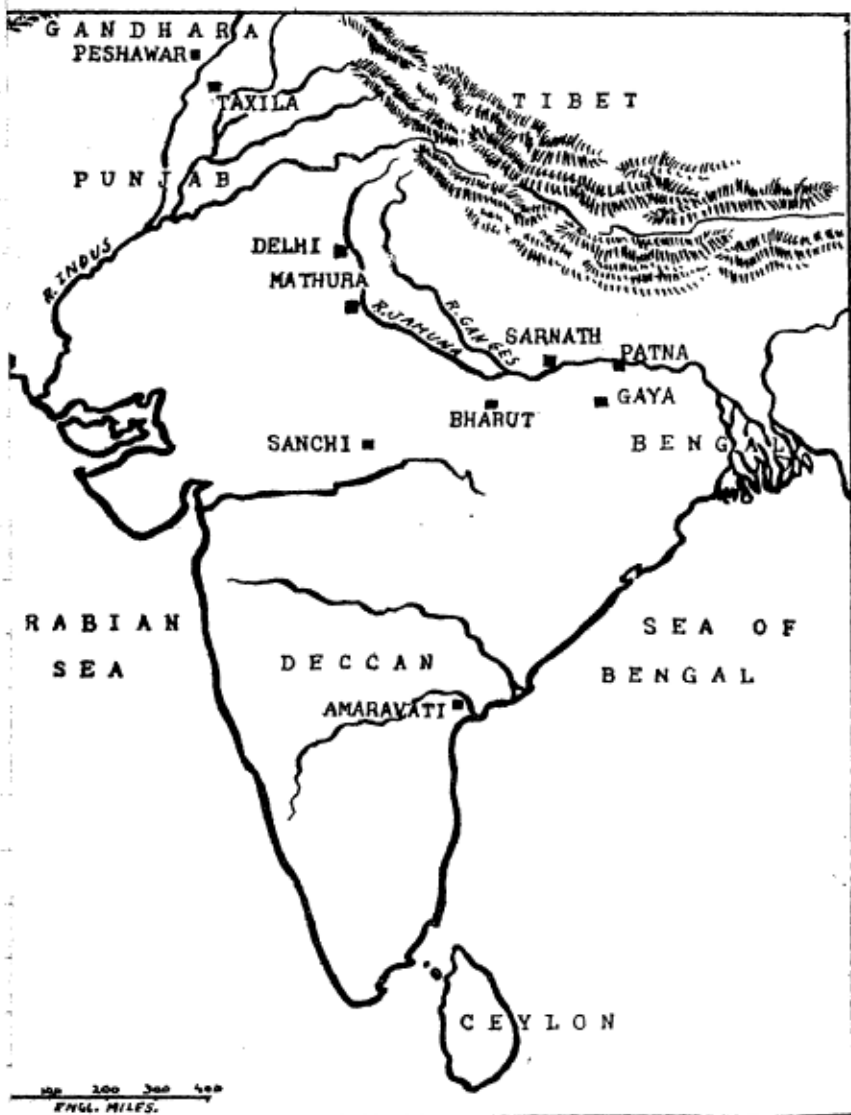 GANDHARA
PESHAWAR
TAXILA
TIBET
PUNJAB
R. INDUS
DELHI
MATHURA
R. JAMUNA
R. GANGES
SARNATH
PATNA
BHARUT
GAYA
SANCHI
BENGAL
RABIAN
SEA
SEA OF
BENGAL
DECCAN
AMARAVATI
CEYLON
100 200 300 400
ENGL. MILES.